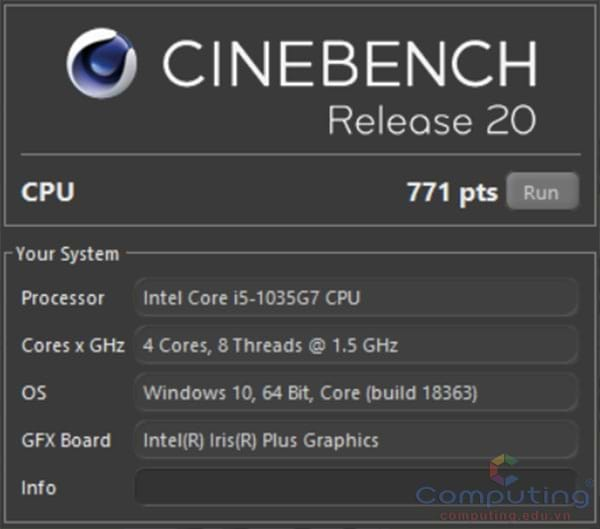 CINEBENCH
Release 20
CPU 771 pts Run
Your System
Processor Intel Core i5-1035G7 CPU
Cores x GHz 4 Cores, 8 Threads @ 1.5 GHz
OS Windows 10, 64 Bit, Core (build 18363)
GFX Board Intel(R) Iris(R) Plus Graphics
Info
Computing®
computing.edu.vn